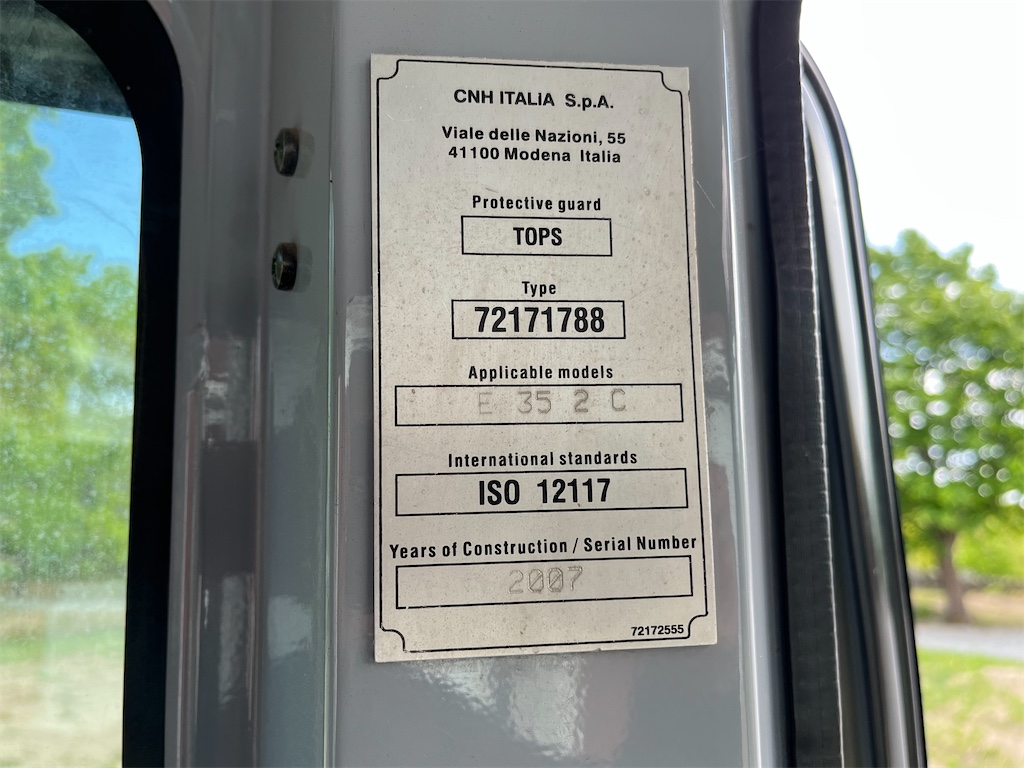 CNH ITALiA S.p.A.
Viale delle Nazioni, 55
41100 Modena Italia
Protective guard
TOPS
Type
72171788
Applicable models
E 35 2 C
International standards
ISO 12117
Years of Construction / Serial Number
2007
72172555